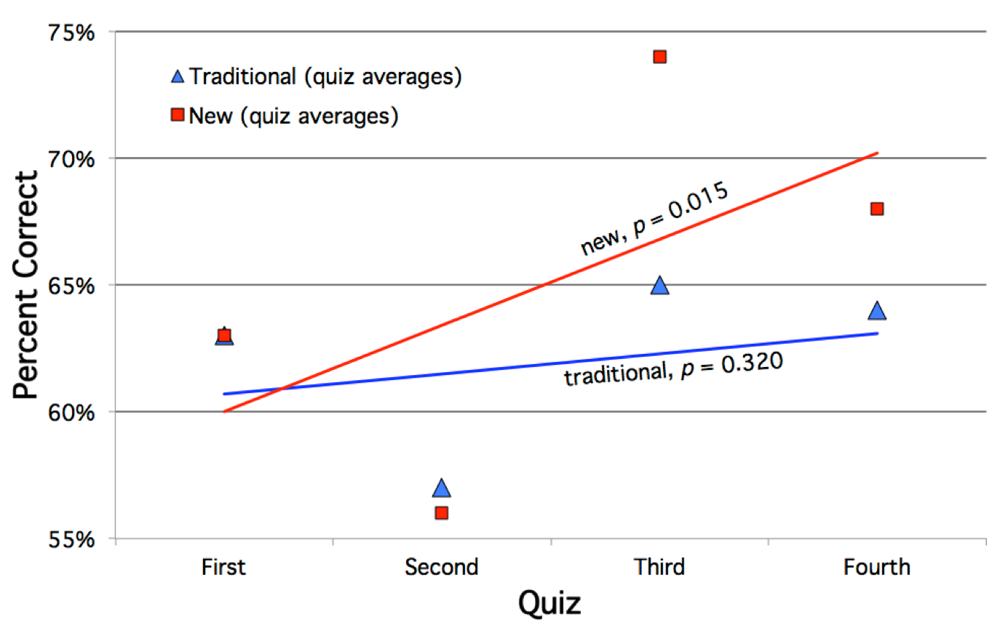 75%
Traditional (quiz averages)
New (quiz averages)
70%
new, p = 0.015
65%
traditional, p = 0.320
60%
55%
Percent Correct
First Second Third Fourth
Quiz